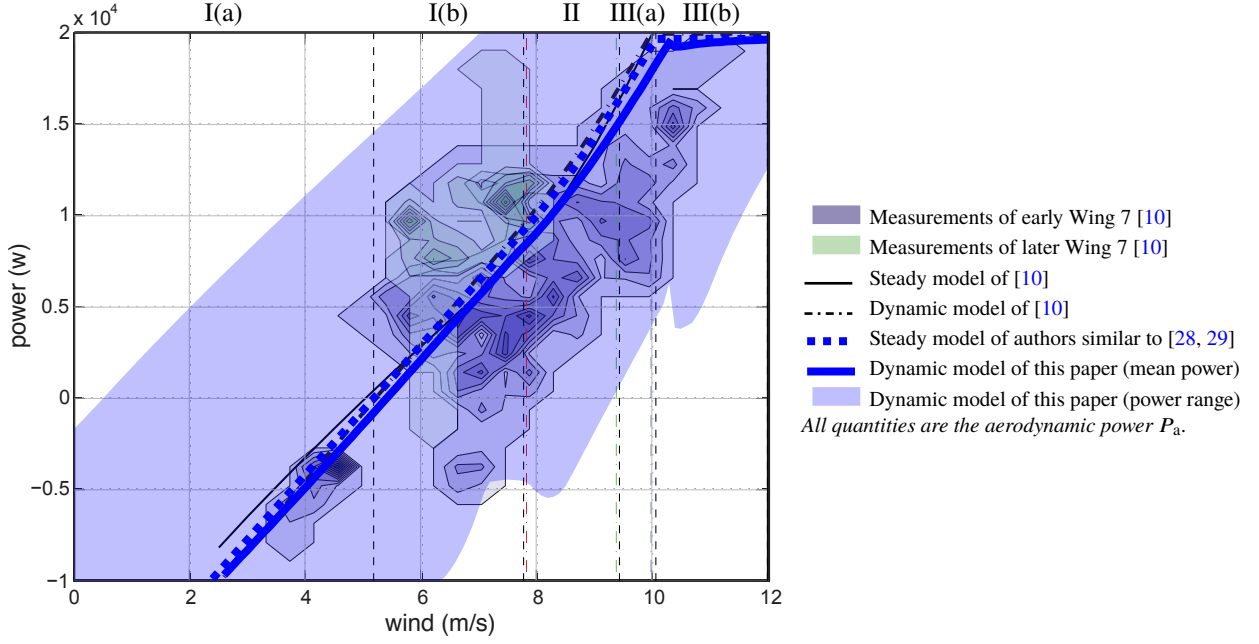 I(a) I(b) II III(a) III(b)
2 x 10⁴
1.5
1
0.5
0
−0.5
−1
power (w)
0 2 4 6 8 10 12
wind (m/s)
Measurements of early Wing 7 [10]
Measurements of later Wing 7 [10]
Steady model of [10]
Dynamic model of [10]
Steady model of authors similar to [28, 29]
Dynamic model of this paper (mean power)
Dynamic model of this paper (power range)
All quantities are the aerodynamic power Pₐ.